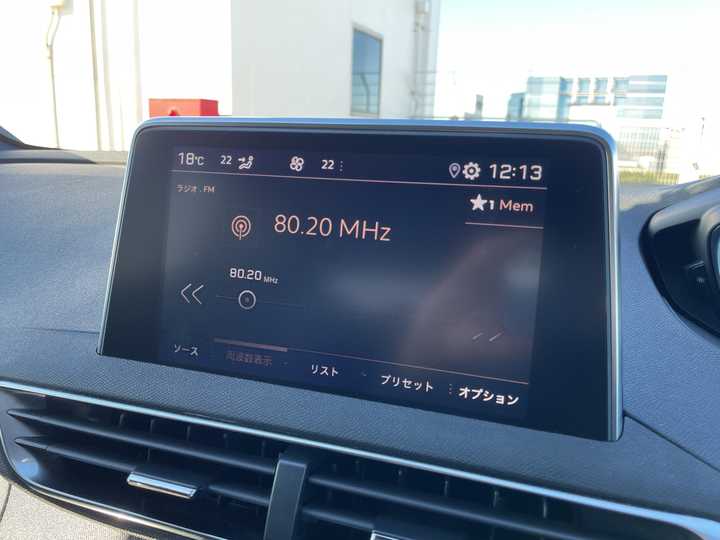 18°C 22 22 12:13
ラジオ . FM
1 Mem
80.20 MHz
80.20 MHz
ソース 周波数表示 リスト プリセット オプション